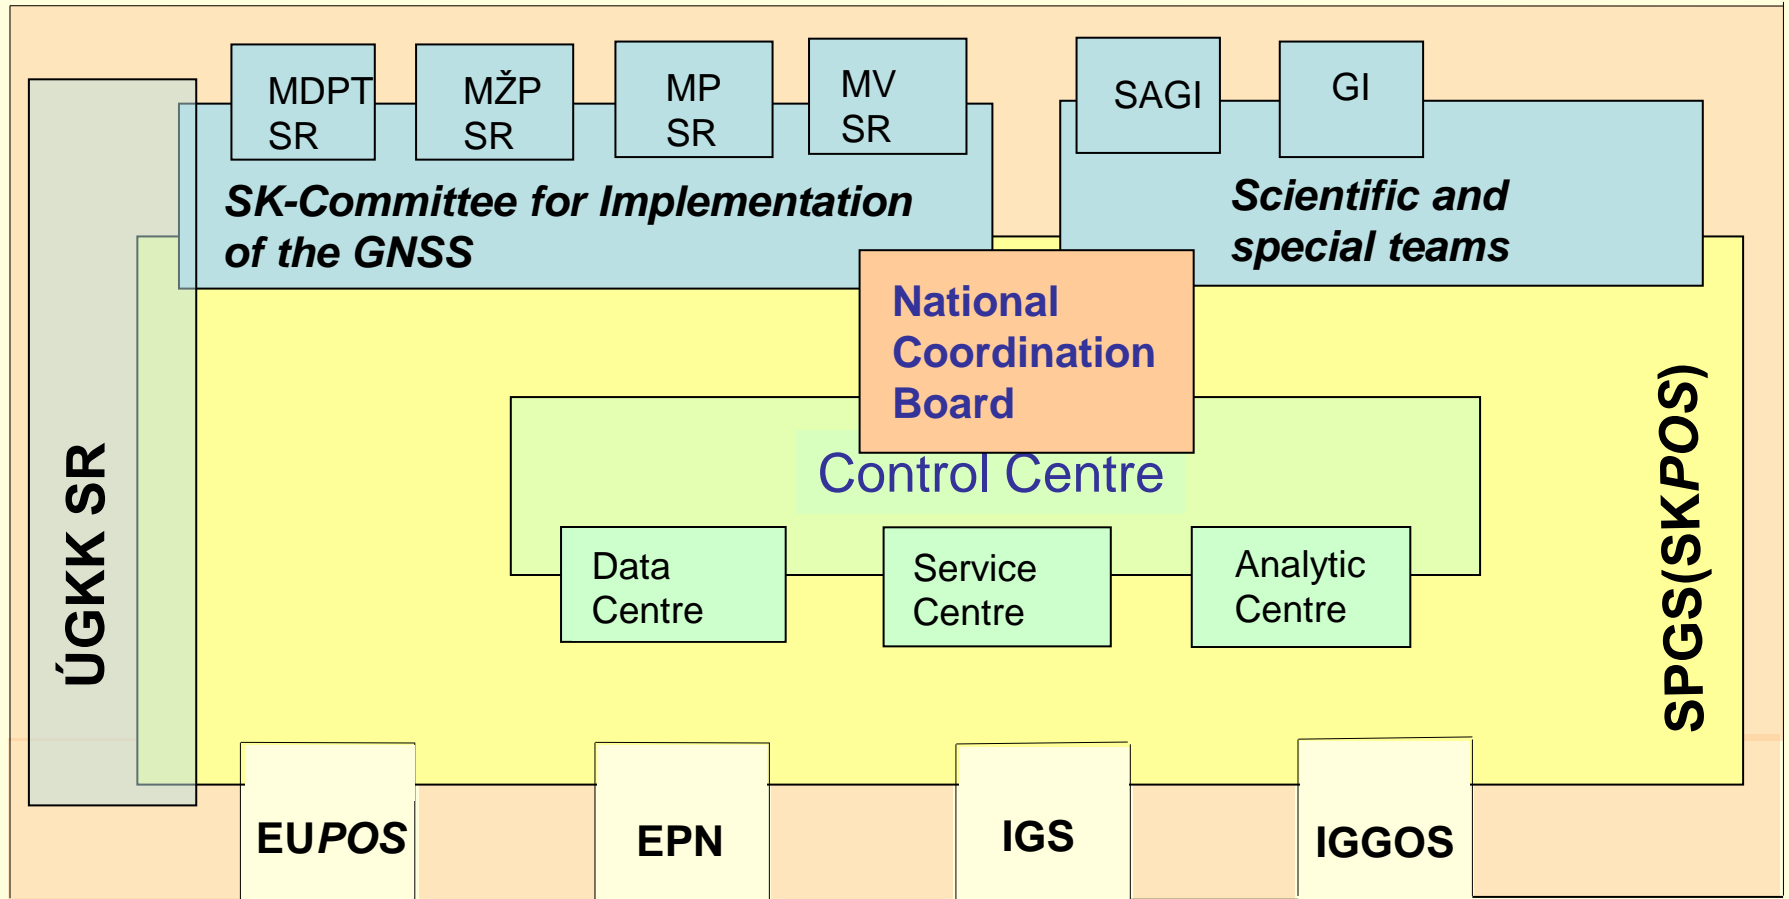 MDPT
SR
MŽP
SR
MP
SR
MV
SR
SAGI
GI
SK-Committee for Implementation
of the GNSS
Scientific and
special teams
National
Coordination
Board
Control Centre
Data
Centre
Service
Centre
Analytic
Centre
ÚGKK SR
SPGS(SKPOS)
EUPOS
EPN
IGS
IGGOS